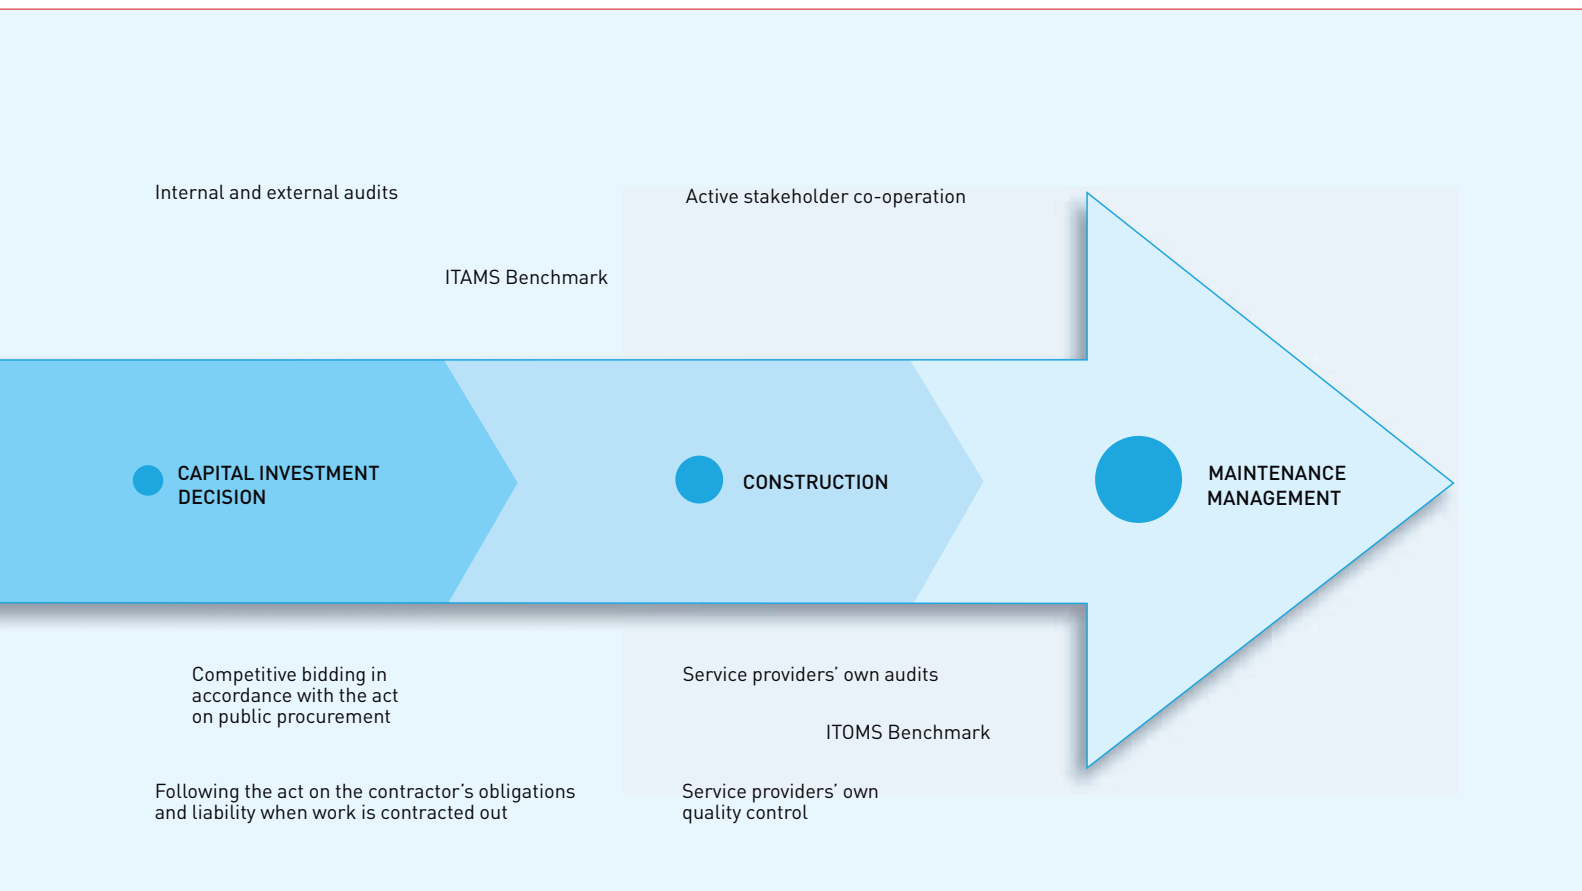 Internal and external audits
Active stakeholder co-operation
ITAMS Benchmark
CAPITAL INVESTMENT
DECISION
CONSTRUCTION
MAINTENANCE
MANAGEMENT
Competitive bidding in
accordance with the act
on public procurement
Service providers’ own audits
ITOMS Benchmark
Following the act on the contractor’s obligations
and liability when work is contracted out
Service providers’ own
quality control